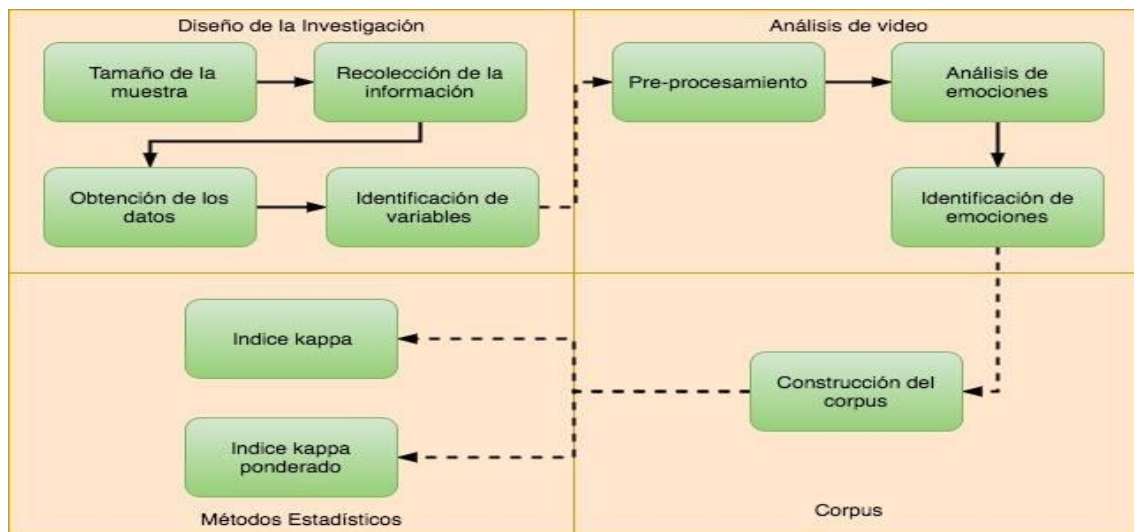 Diseño de la Investigación
Tamaño de la
muestra
Recolección de la
información
Obtención de los
datos
Identificación de
variables
Análisis de video
Pre-procesamiento
Análisis de
emociones
Identificación de
emociones
Indice kappa
Indice kappa
ponderado
Métodos Estadísticos
Construcción del
corpus
Corpus